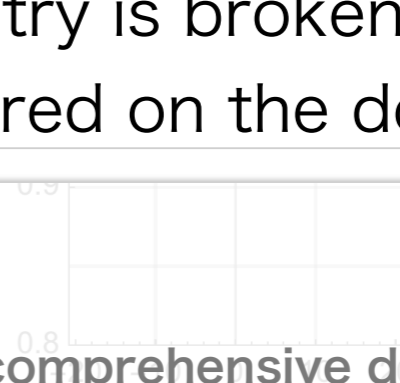 try is broken
red on the d
0.9
0.8
comprehensive d